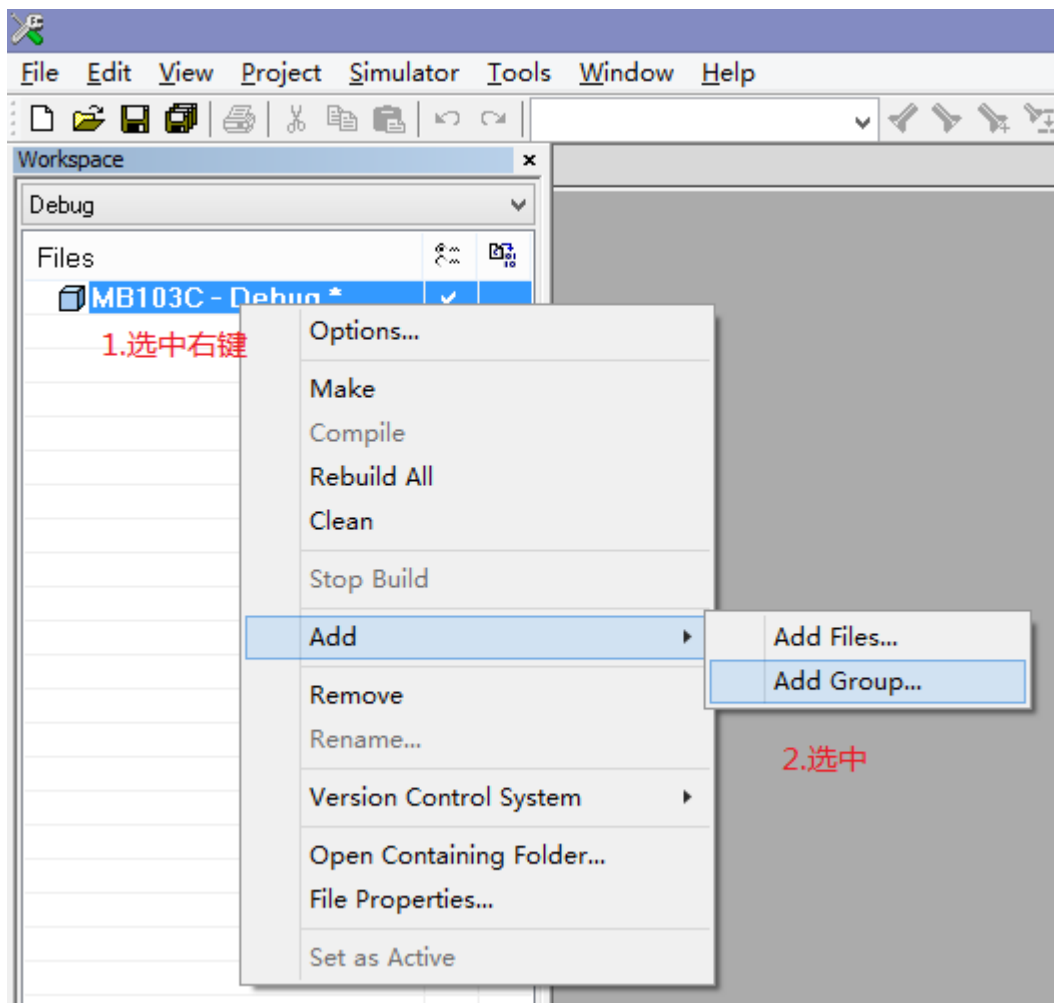 File Edit View Project Simulator Tools Window Help
Workspace
Debug
Files
MB103C - Debug *
1.选中右键
Options...
Make
Compile
Rebuild All
Clean
Stop Build
Add
Add Files...
Add Group...
Remove
Rename...
2.选中
Version Control System
Open Containing Folder...
File Properties...
Set as Active